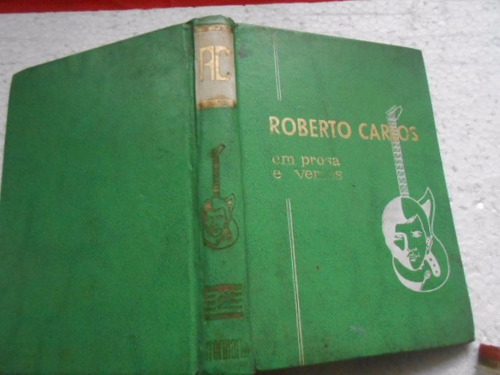 RC
ROBERTO CARLOS
em prosa
e versos